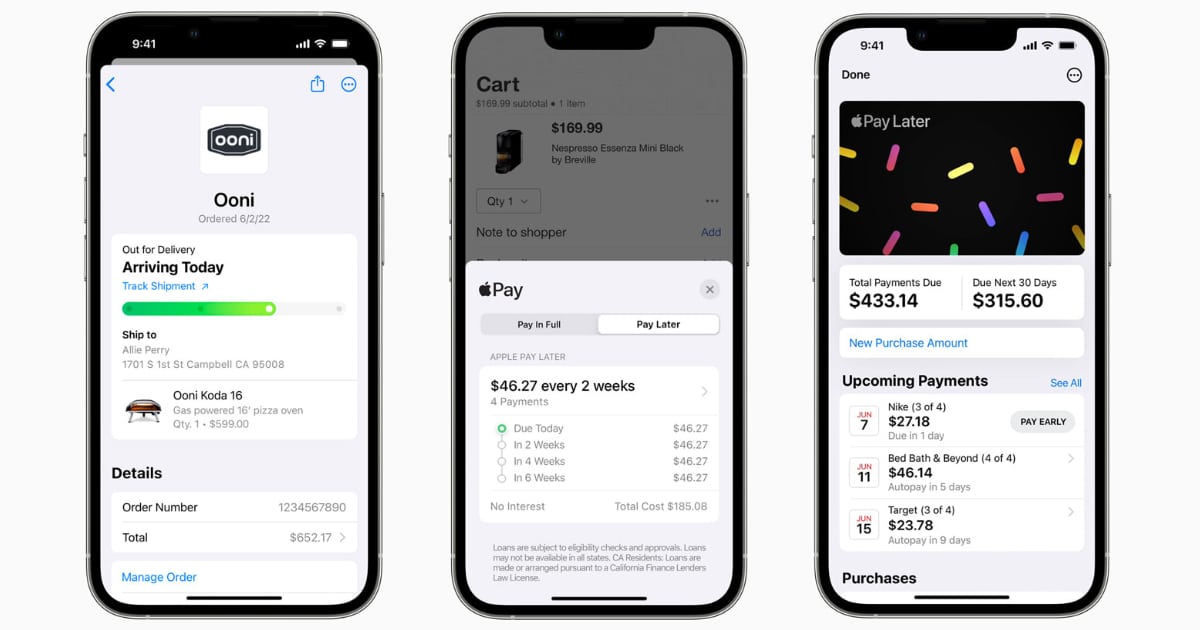 9:41
ooni
Ooni
Ordered 6/2/22
Out for Delivery
Arriving Today
Track Shipment
Ship to
Allie Perry
1701 S 1st St Campbell CA 95008
Ooni Koda 16
Gas powered 16' pizza oven
Qty. 1 • $599.00
Details
Order Number 1234567890
Total $652.17
Manage Order
Cart
$169.99 subtotal • 1 item
$169.99
Nespresso Essenza Mini Black
by Breville
Qty 1
Note to shopper Add
Pay
Pay In Full Pay Later
APPLE PAY LATER
$46.27 every 2 weeks
4 Payments
Due Today $46.27
In 2 Weeks $46.27
In 4 Weeks $46.27
In 6 Weeks $46.27
No Interest Total Cost $185.08
Loans are subject to eligibility checks and approvals. Loans
may not be available in all states. CA Residents: Loans are
made or arranged pursuant to a California Finance Lenders
Law License.
9:41
Done
Pay Later
Total Payments Due Due Next 30 Days
$433.14 $315.60
New Purchase Amount
Upcoming Payments See All
JUN
7
Nike (3 of 4)
$27.18
Due in 1 day
PAY EARLY
JUN
11
Bed Bath & Beyond (4 of 4)
$46.14
Autopay in 5 days
JUN
15
Target (3 of 4)
$23.78
Autopay in 9 days
Purchases